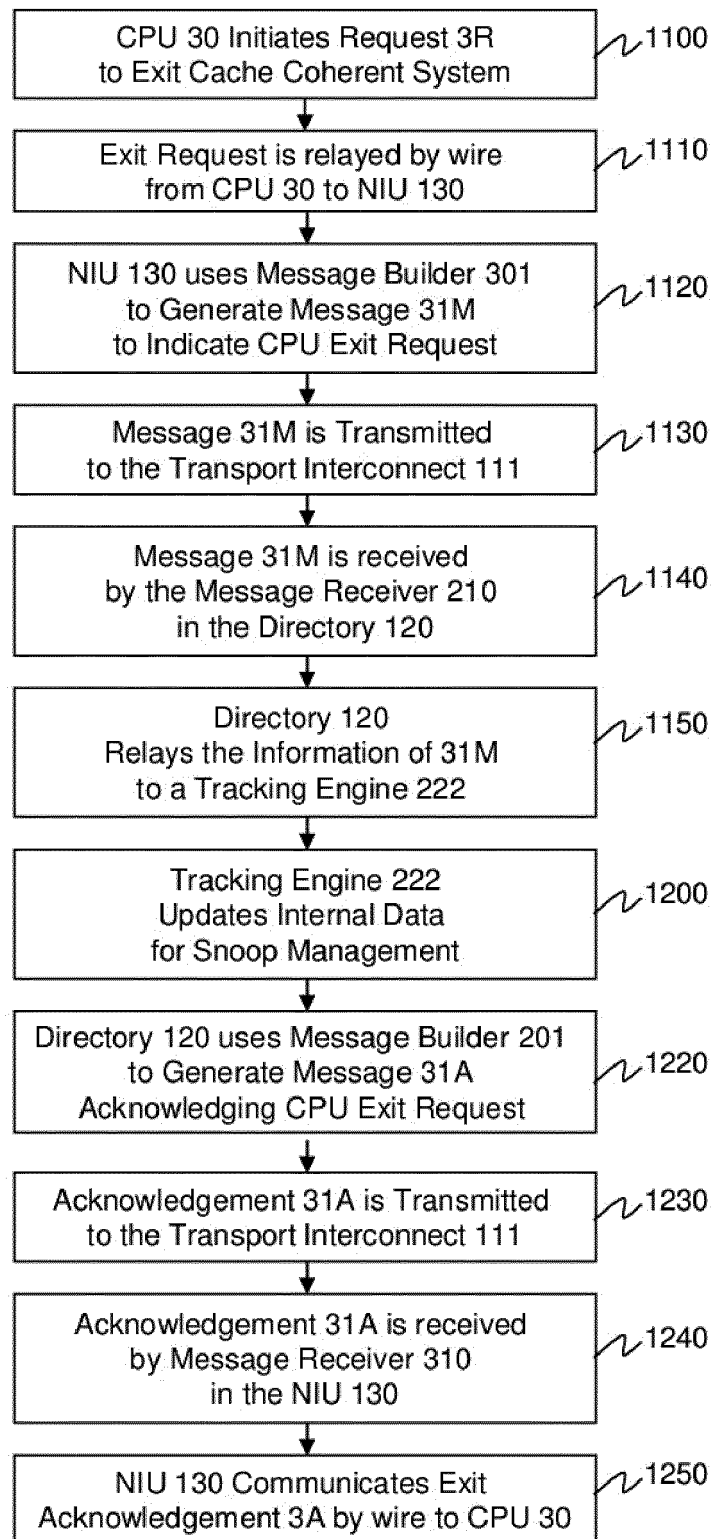 CPU 30 Initiates Request 3R
to Exit Cache Coherent System
1100
Exit Request is relayed by wire
from CPU 30 to NIU 130
1110
NIU 130 uses Message Builder 301
to Generate Message 31M
to Indicate CPU Exit Request
1120
Message 31M is Transmitted
to the Transport Interconnect 111
1130
Message 31M is received
by the Message Receiver 210
in the Directory 120
1140
Directory 120
Relays the Information of 31M
to a Tracking Engine 222
1150
Tracking Engine 222
Updates Internal Data
for Snoop Management
1200
Directory 120 uses Message Builder 201
to Generate Message 31A
Acknowledging CPU Exit Request
1220
Acknowledgement 31A is Transmitted
to the Transport Interconnect 111
1230
Acknowledgement 31A is received
by Message Receiver 310
in the NIU 130
1240
NIU 130 Communicates Exit
Acknowledgement 3A by wire to CPU 30
1250